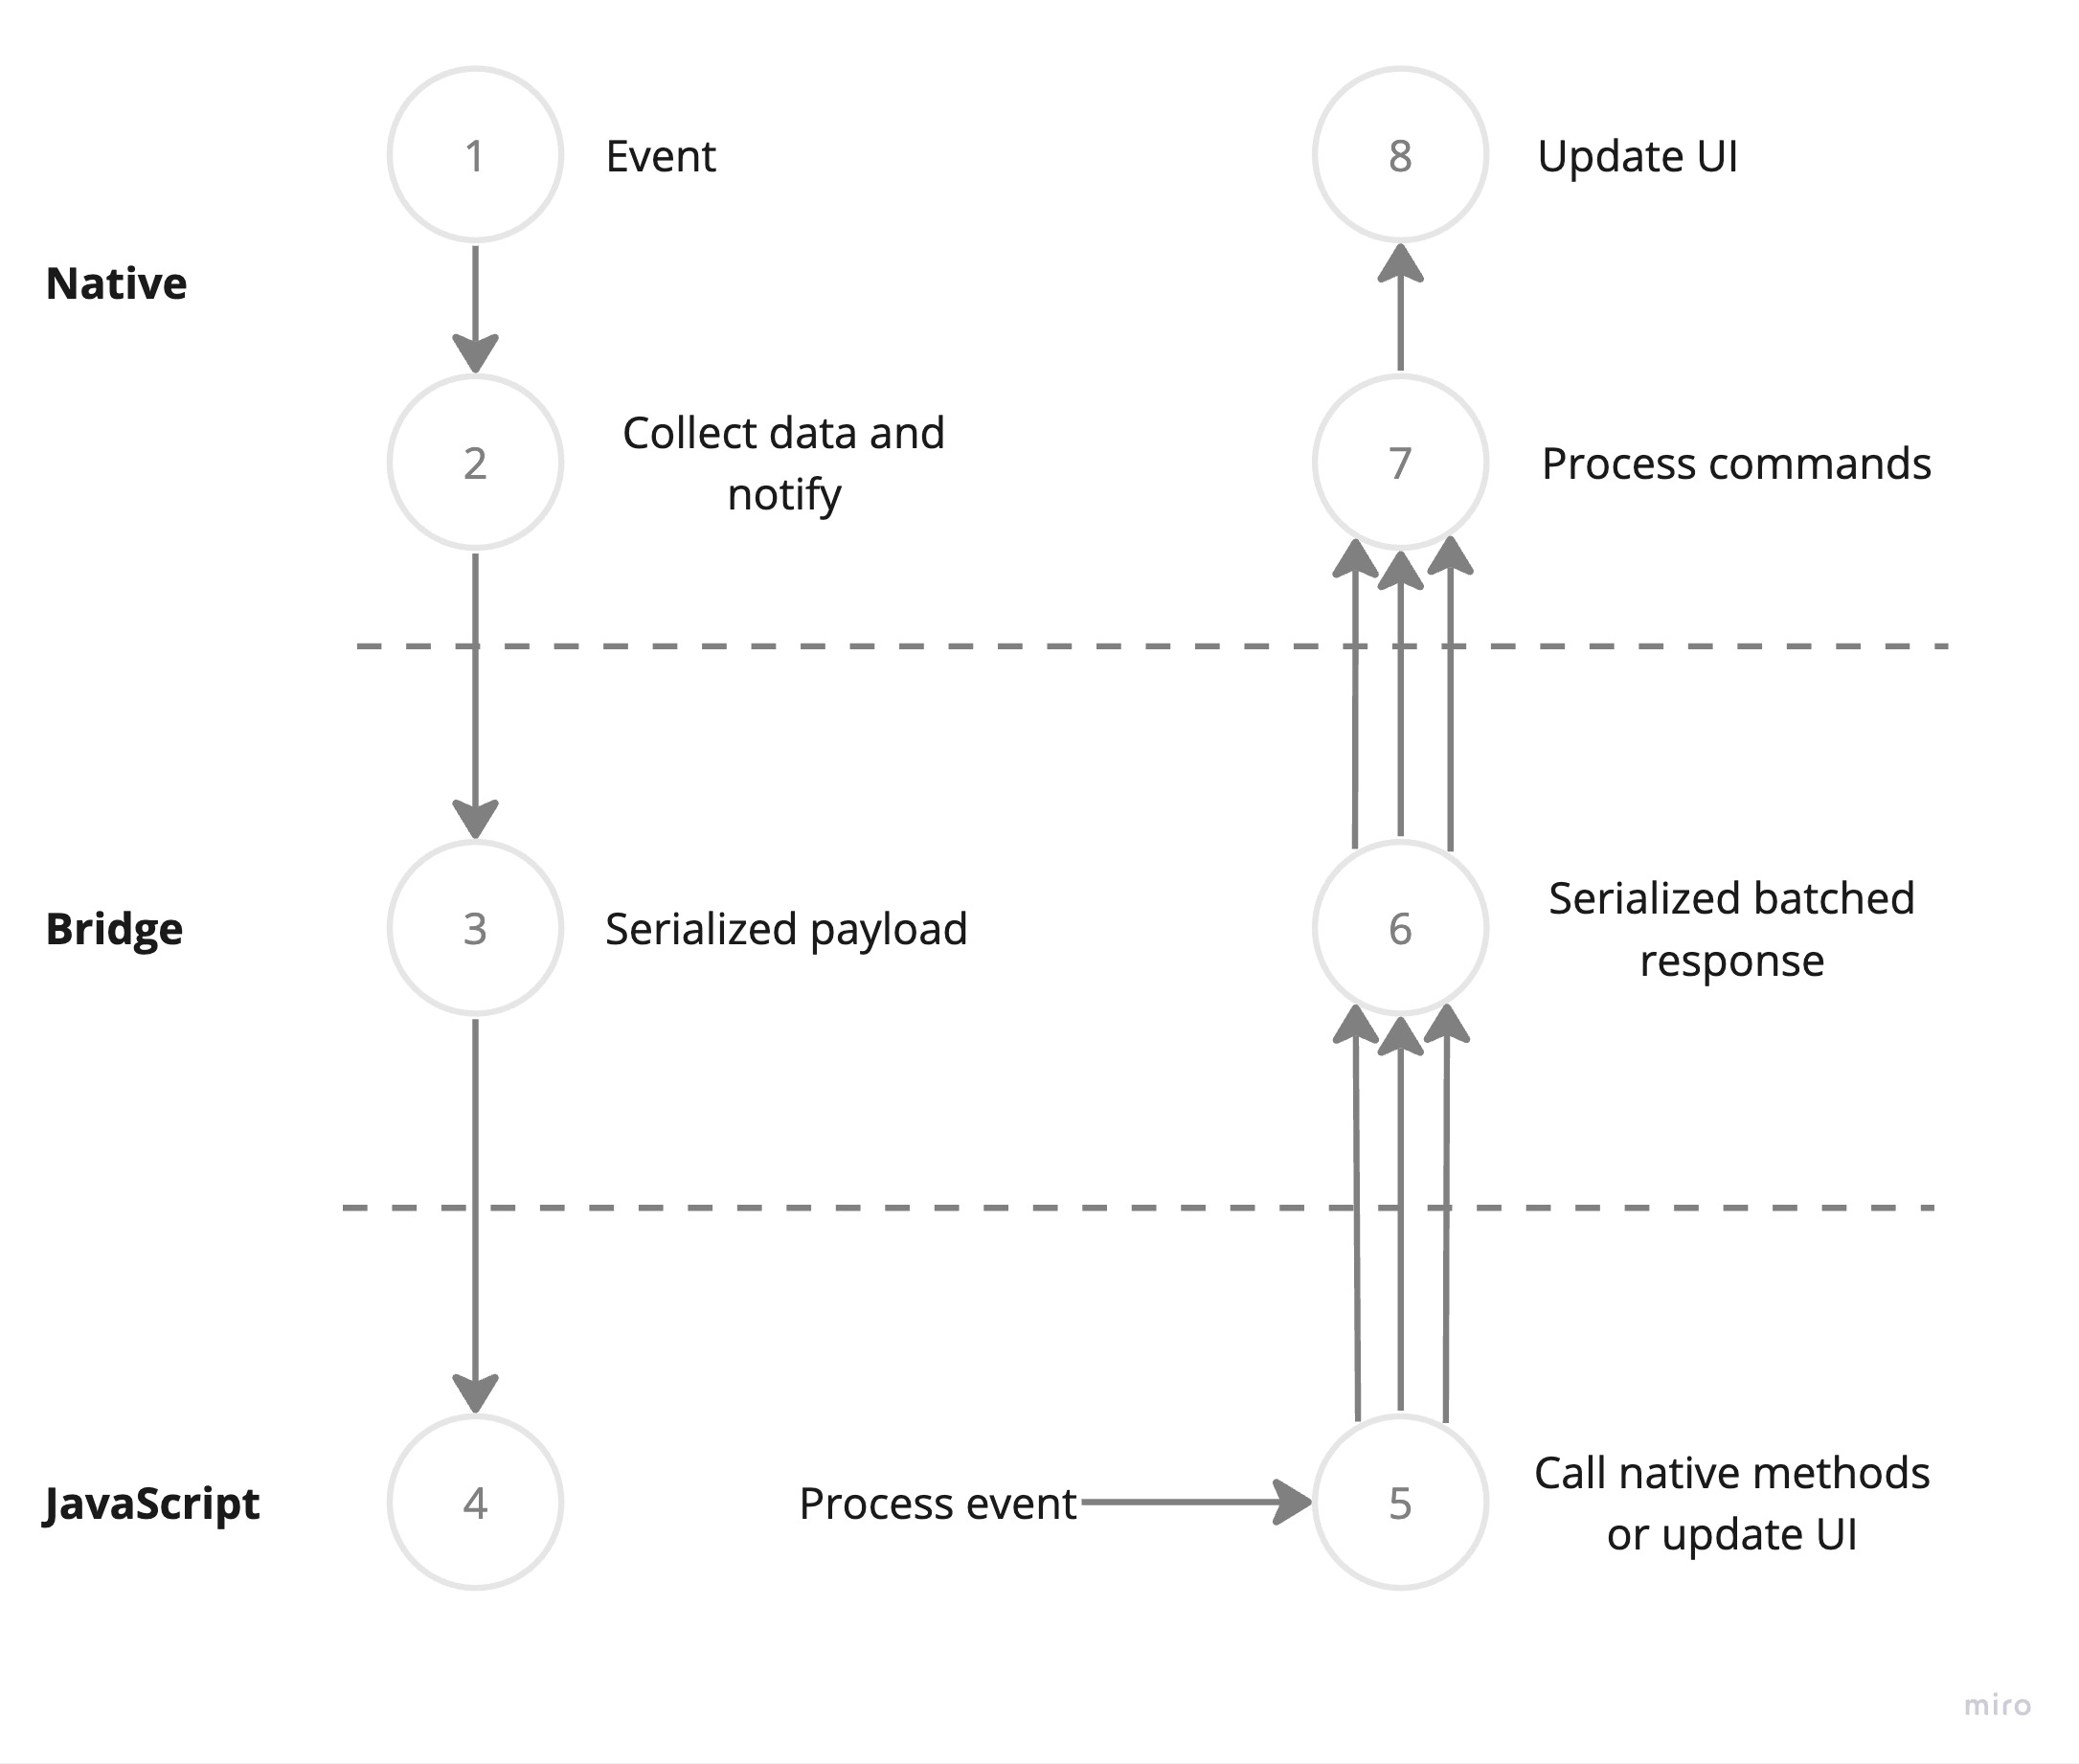 1
Event
8
Update UI
Native
2
Collect data and
notify
7
Process commands
Bridge
3
Serialized payload
6
Serialized batched
response
JavaScript
4
Process event
5
Call native methods
or update UI
miro